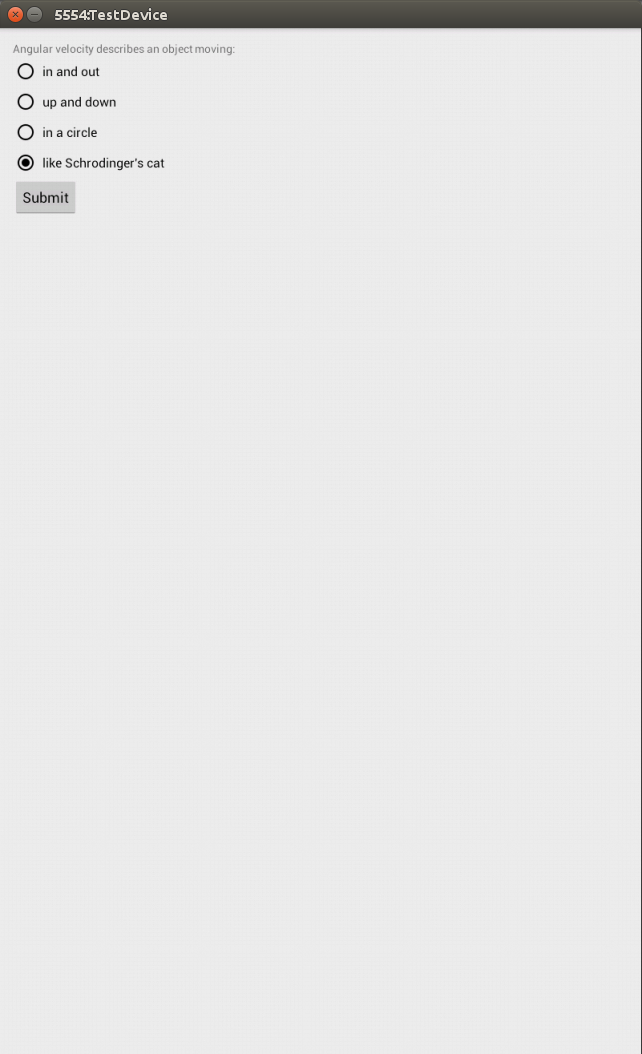 5554:TestDevice
Angular velocity describes an object moving:
in and out
up and down
in a circle
like Schrodinger's cat
Submit